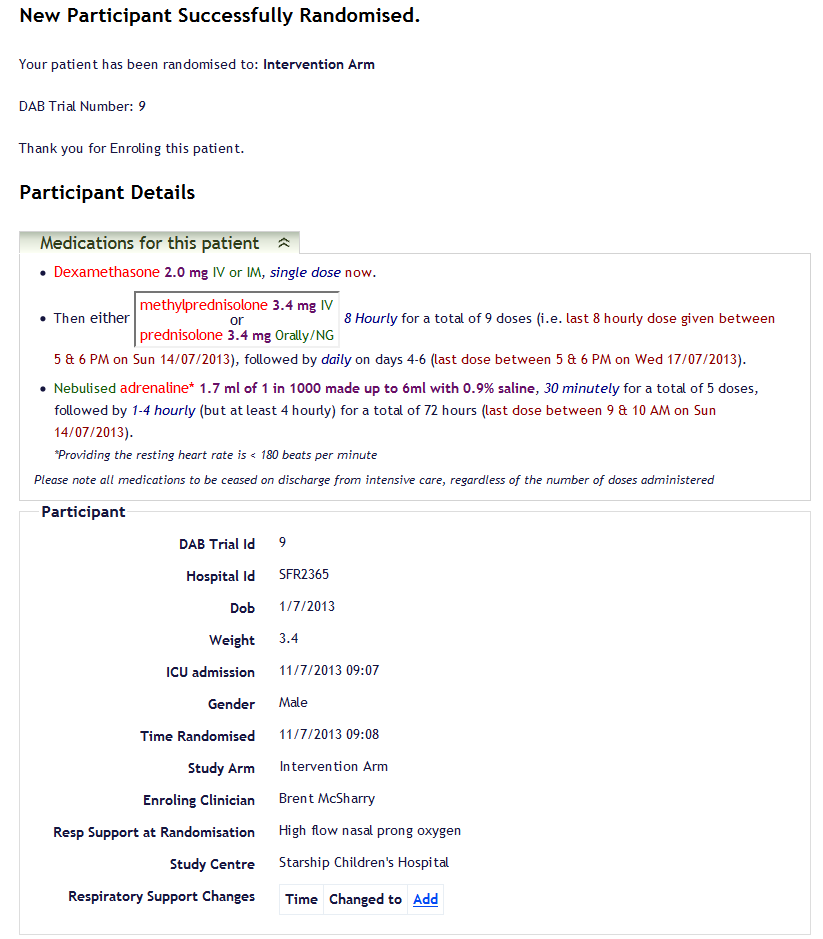 New Participant Successfully Randomised.
Your patient has been randomised to: Intervention Arm
DAB Trial Number: 9
Thank you for Enroling this patient.
Participant Details
Medications for this patient
• Dexamethasone 2.0 mg IV or IM, single dose now.
methylprednisolone 3.4 mg IV
• Then either or 8 Hourly for a total of 9 doses (i.e. last 8 hourly dose given between
prednisolone 3.4 mg Orally/NG
5 & 6 PM on Sun 14/07/2013), followed by daily on days 4-6 (last dose between 5 & 6 PM on Wed 17/07/2013).
• Nebulised adrenaline* 1.7 ml of 1 in 1000 made up to 6ml with 0.9% saline, 30 minutely for a total of 5 doses,
followed by 1-4 hourly (but at least 4 hourly) for a total of 72 hours (last dose between 9 & 10 AM on Sun
14/07/2013).
*Providing the resting heart rate is < 180 beats per minute
Please note all medications to be ceased on discharge from intensive care, regardless of the number of doses administered
Participant
DAB Trial Id 9
Hospital Id SFR2365
Dob 1/7/2013
Weight 3.4
ICU admission 11/7/2013 09:07
Gender Male
Time Randomised 11/7/2013 09:08
Study Arm Intervention Arm
Enroling Clinician Brent McSharry
Resp Support at Randomisation High flow nasal prong oxygen
Study Centre Starship Children's Hospital
Respiratory Support Changes Time Changed to Add